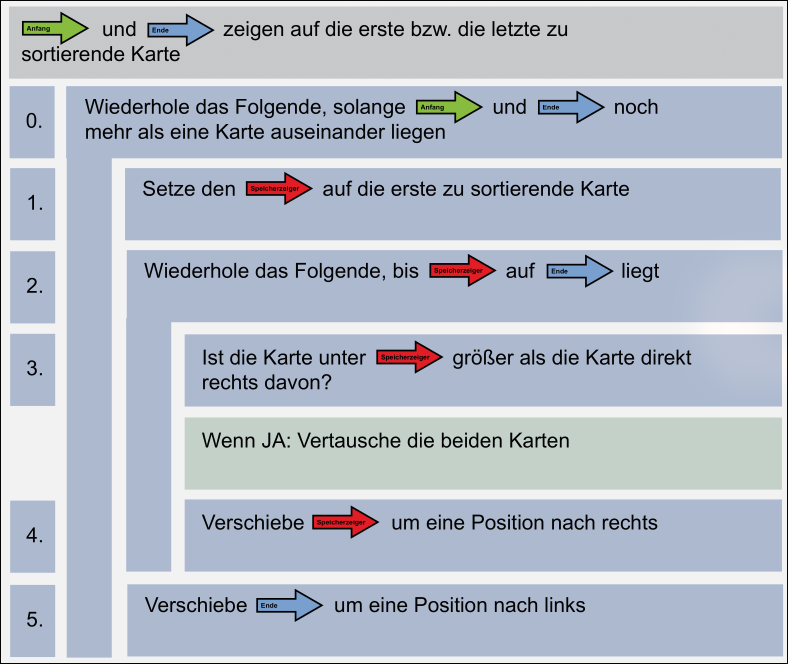 Anfang und Ende zeigen auf die erste bzw. die letzte zu
sortierende Karte
0. Wiederhole das Folgende, solange Anfang und Ende noch
mehr als eine Karte auseinander liegen
1. Setze den Speicherzeiger auf die erste zu sortierende Karte
2. Wiederhole das Folgende, bis Speicherzeiger auf Ende liegt
3. Ist die Karte unter Speicherzeiger größer als die Karte direkt
rechts davon?
Wenn JA: Vertausche die beiden Karten
4. Verschiebe Speicherzeiger um eine Position nach rechts
5. Verschiebe Ende um eine Position nach links